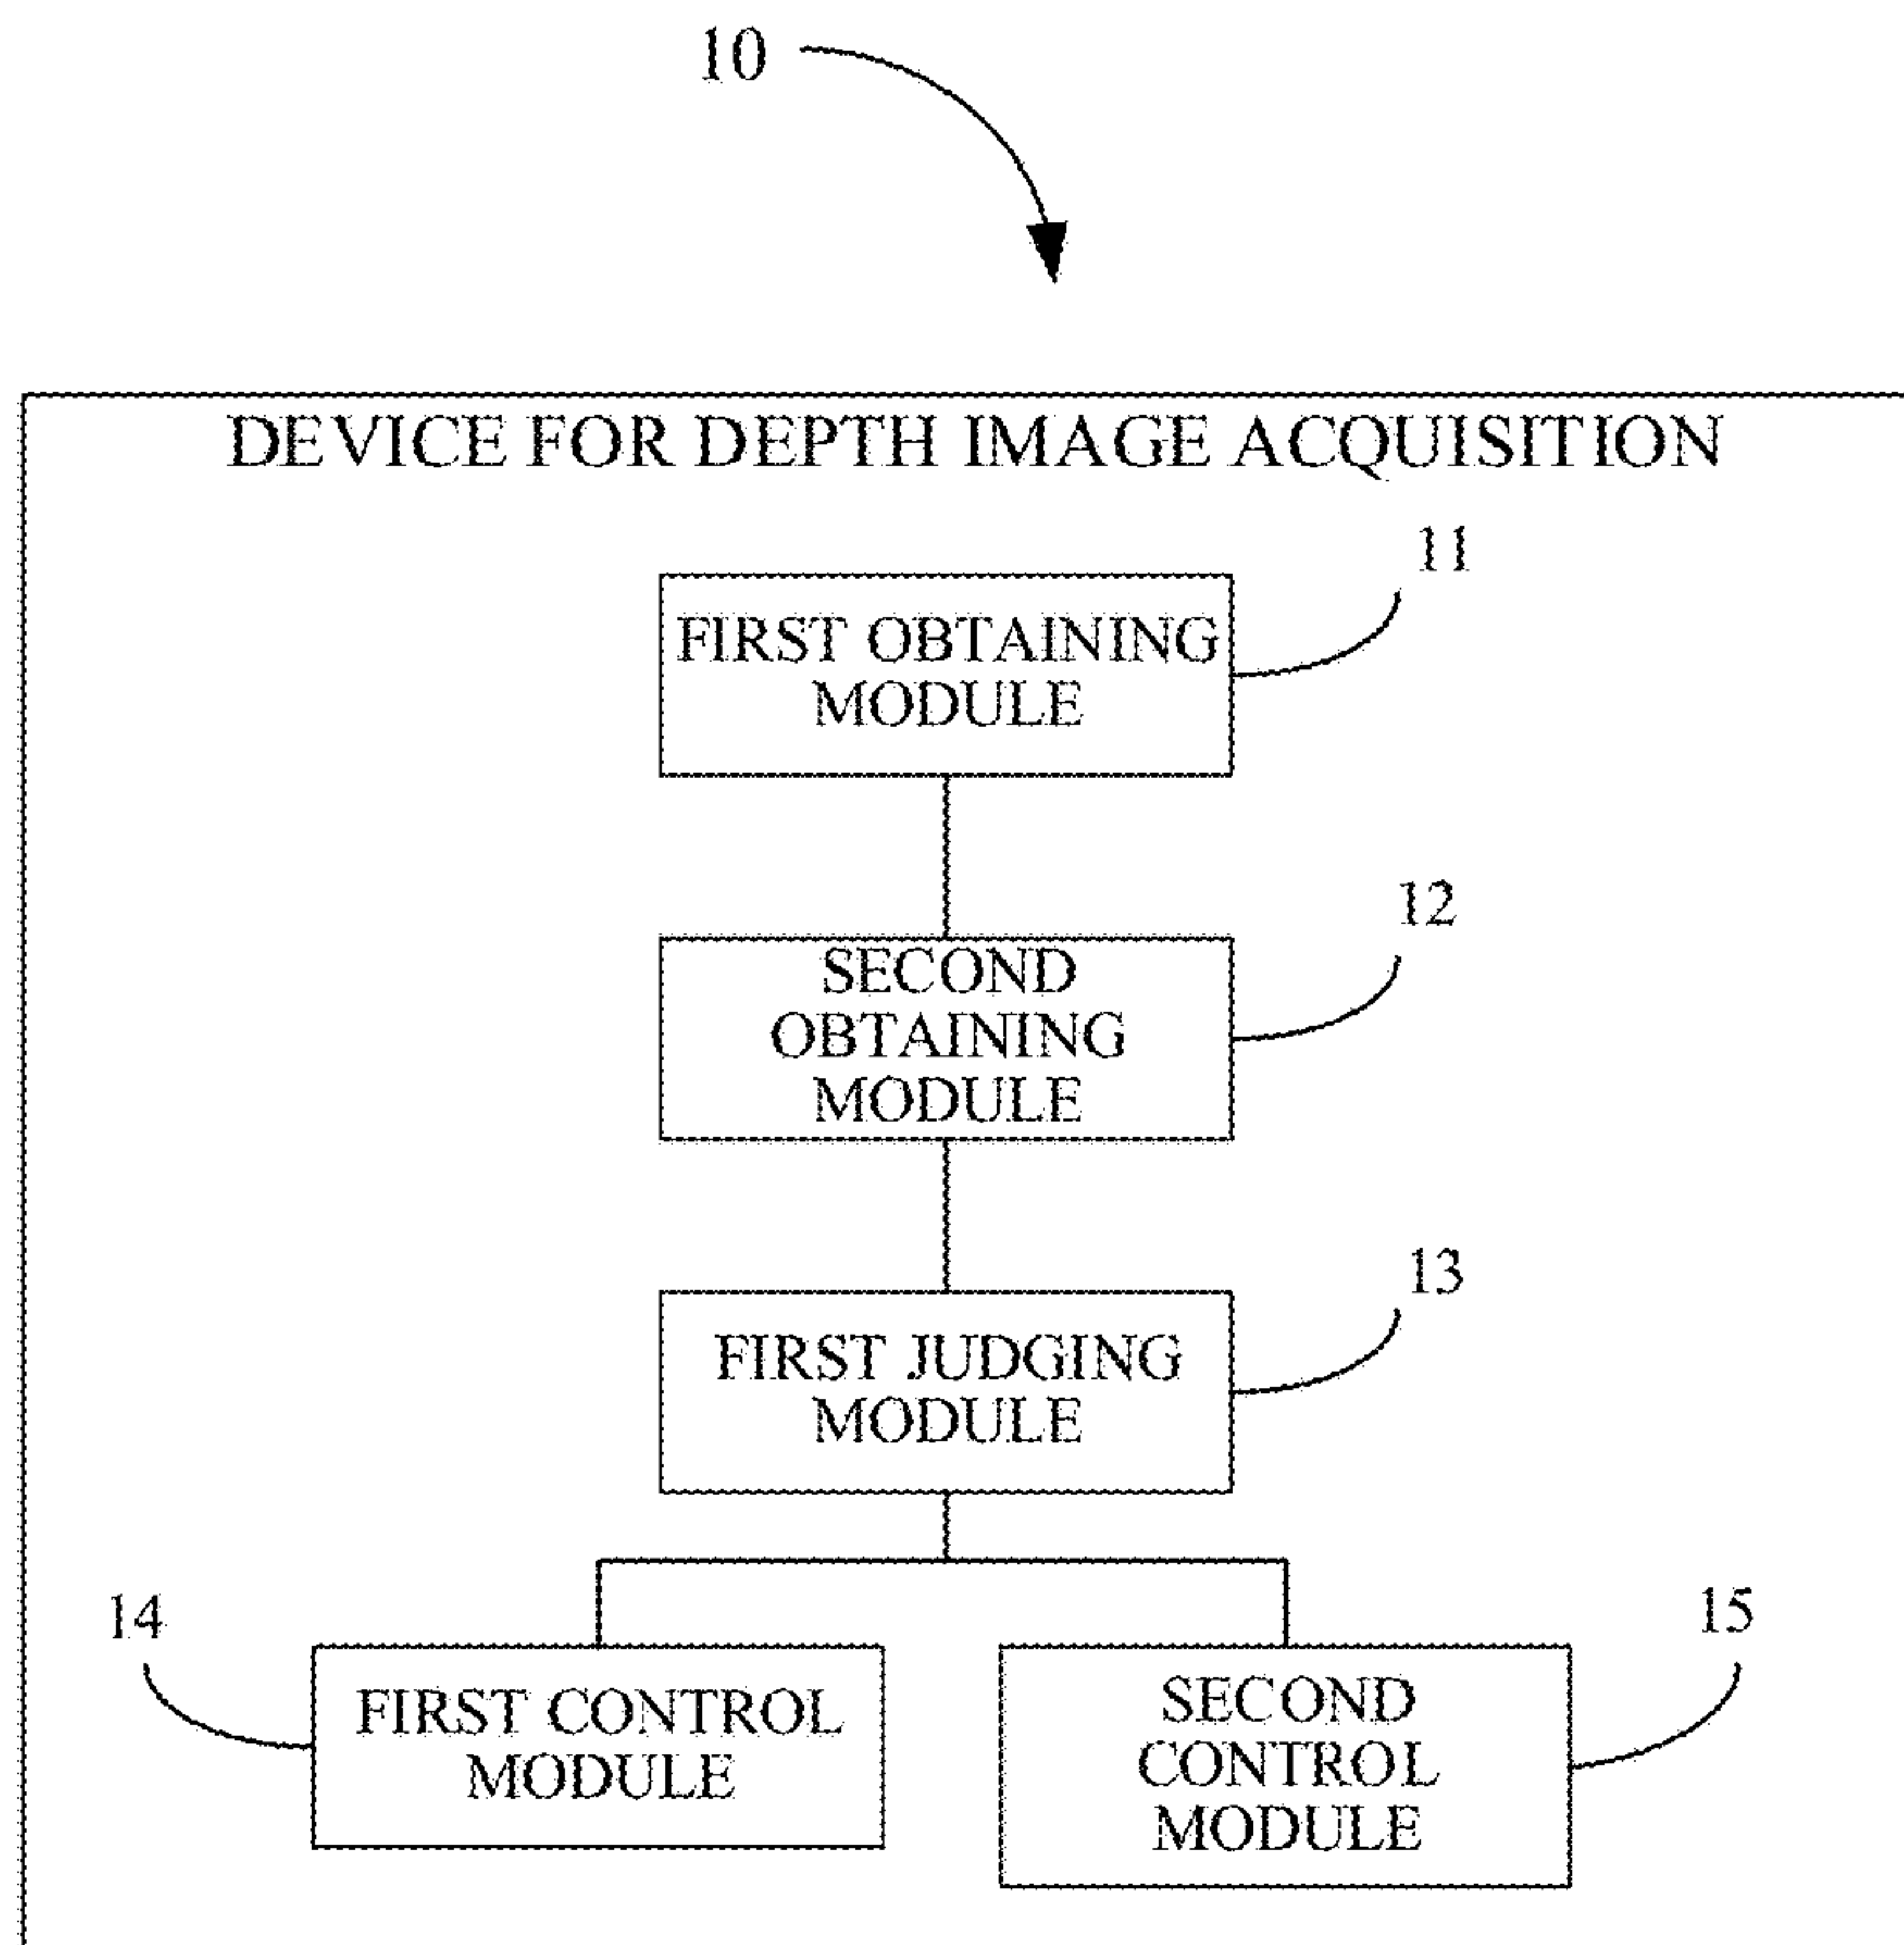 10
DEVICE FOR DEPTH IMAGE ACQUISITION
11
FIRST OBTAINING
MODULE
12
SECOND
OBTAINING
MODULE
13
FIRST JUDGING
MODULE
14
FIRST CONTROL
MODULE
15
SECOND
CONTROL
MODULE